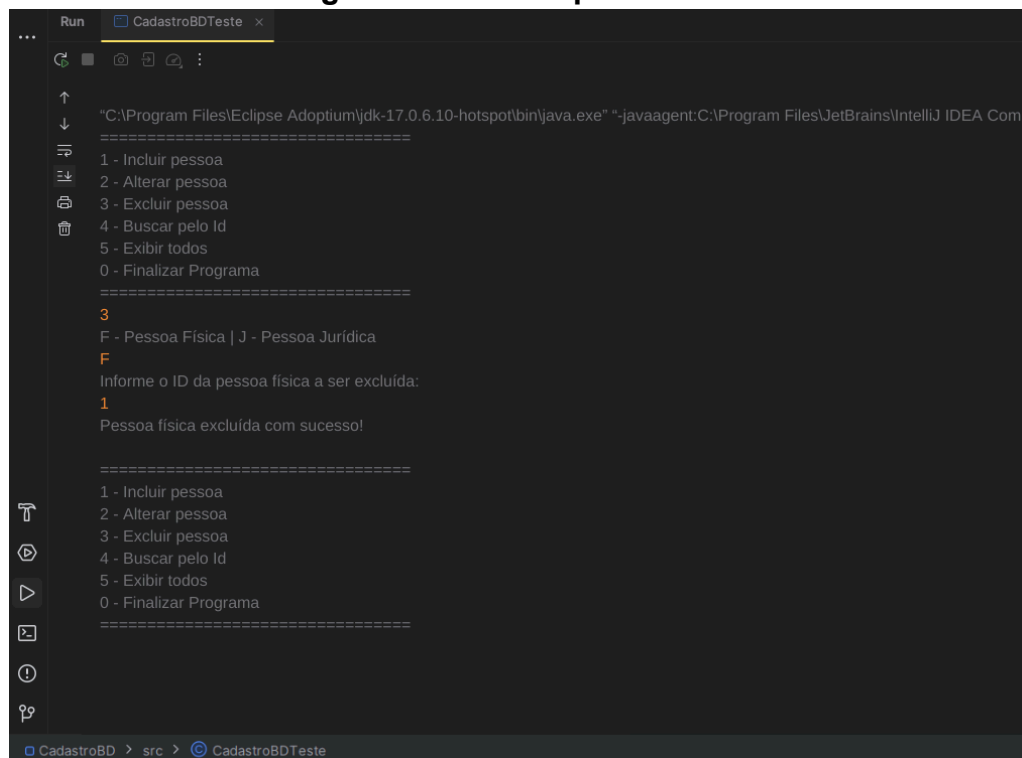 Run CadastroBDTeste
"C:\Program Files\Eclipse Adoptium\jdk-17.0.6.10-hotspot\bin\java.exe" "-javaagent:C:\Program Files\JetBrains\IntelliJ IDEA Com
=================================
1 - Incluir pessoa
2 - Alterar pessoa
3 - Excluir pessoa
4 - Buscar pelo Id
5 - Exibir todos
0 - Finalizar Programa
=================================
3
F - Pessoa Física | J - Pessoa Jurídica
F
Informe o ID da pessoa física a ser excluída:
1
Pessoa física excluída com sucesso!
=================================
1 - Incluir pessoa
2 - Alterar pessoa
3 - Excluir pessoa
4 - Buscar pelo Id
5 - Exibir todos
0 - Finalizar Programa
=================================
CadastroBD > src > CadastroBDTeste